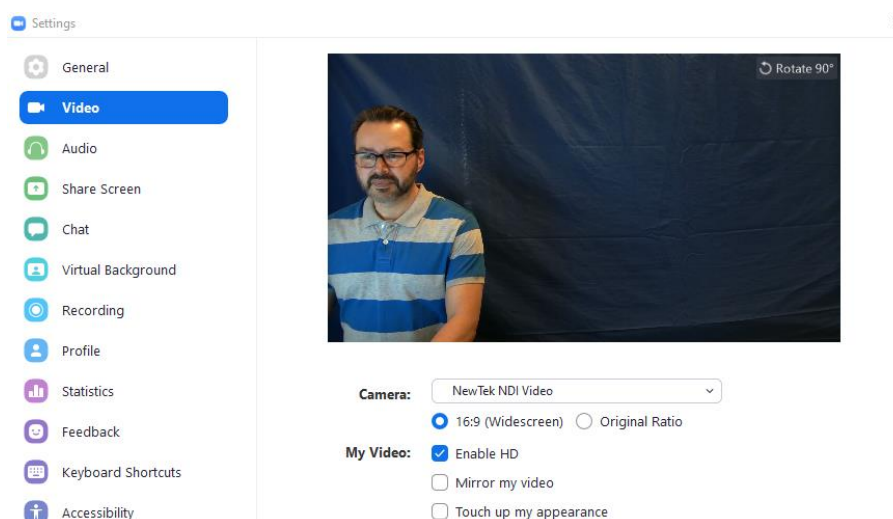 Settings
General
Video
Audio
Share Screen
Chat
Virtual Background
Recording
Profile
Statistics
Feedback
Keyboard Shortcuts
Accessibility
Rotate 90°
Camera: NewTek NDI Video
16:9 (Widescreen) Original Ratio
My Video: Enable HD
Mirror my video
Touch up my appearance